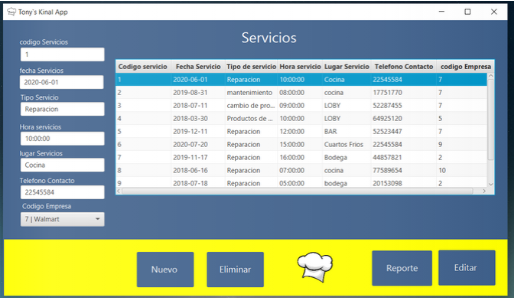 Tony's Kinal App
Servicios
codigo Servicios
1
fecha Servicios
2020-06-01
Tipo Servicio
Reparacion
Hora servicios
10:00:00
lugar Servicios
Cocina
Telefono Contacto
22545584
Codigo Empresa
7 | Walmart
Codigo servicio Fecha Servicio Tipo de servicio Hora servicio Lugar Servicio Telefono Contacto codigo Empresa
1 2020-06-01 Reparacion 10:00:00 Cocina 22545584 7
2 2019-08-31 mantenimiento 08:00:00 cocina 17751770 7
3 2018-07-11 cambio de pro... 09:00:00 LOBY 52287455 7
4 2018-03-30 Productos de ... 10:00:00 LOBY 64925120 5
5 2019-12-11 Reparacion 12:00:00 BAR 52523447 7
6 2020-07-20 Reparacion 15:00:00 Cuartos Frios 22545584 9
7 2019-11-17 Reparacion 16:00:00 Bodega 44857821 2
8 2018-06-16 Reparacion 07:00:00 cocina 77589654 10
9 2018-07-18 Reparacion 05:00:00 bodega 20153098 2
Nuevo
Eliminar
Reporte
Editar